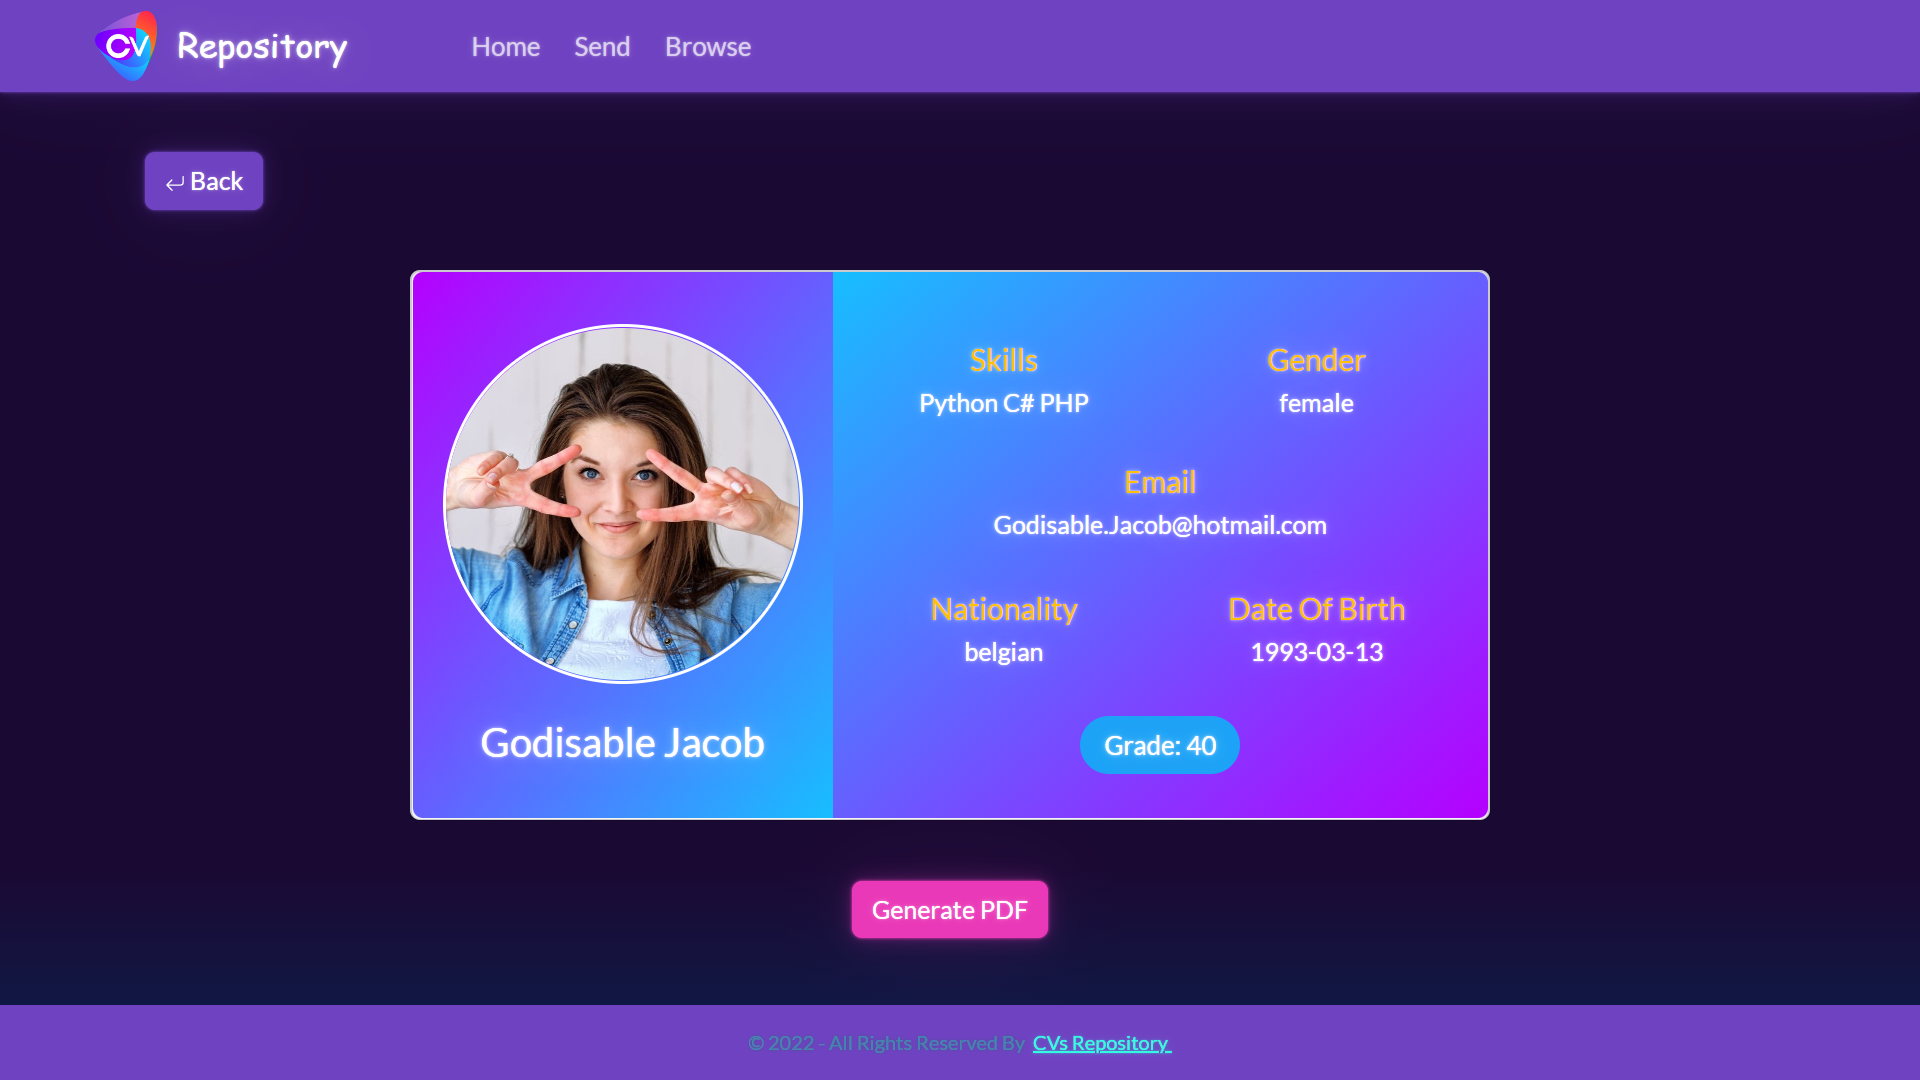 CV Repository
Home Send Browse
Back
Skills
Python C# PHP
Gender
female
Email
Godisable.Jacob@hotmail.com
Nationality
belgian
Date Of Birth
1993-03-13
Godisable Jacob
Grade: 40
Generate PDF
© 2022 - All Rights Reserved By CVs Repository